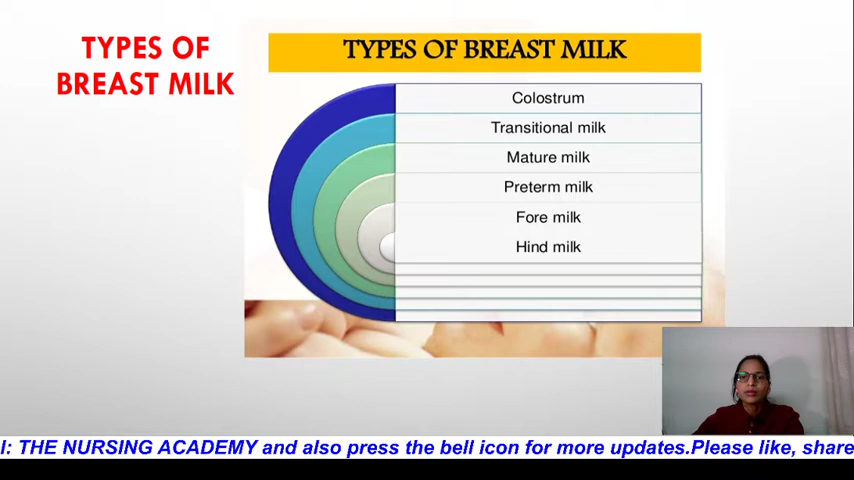 TYPES OF
BREAST MILK
TYPES OF BREAST MILK
Colostrum
Transitional milk
Mature milk
Preterm milk
Fore milk
Hind milk
I: THE NURSING ACADEMY and also press the bell icon for more updates.Please like, share